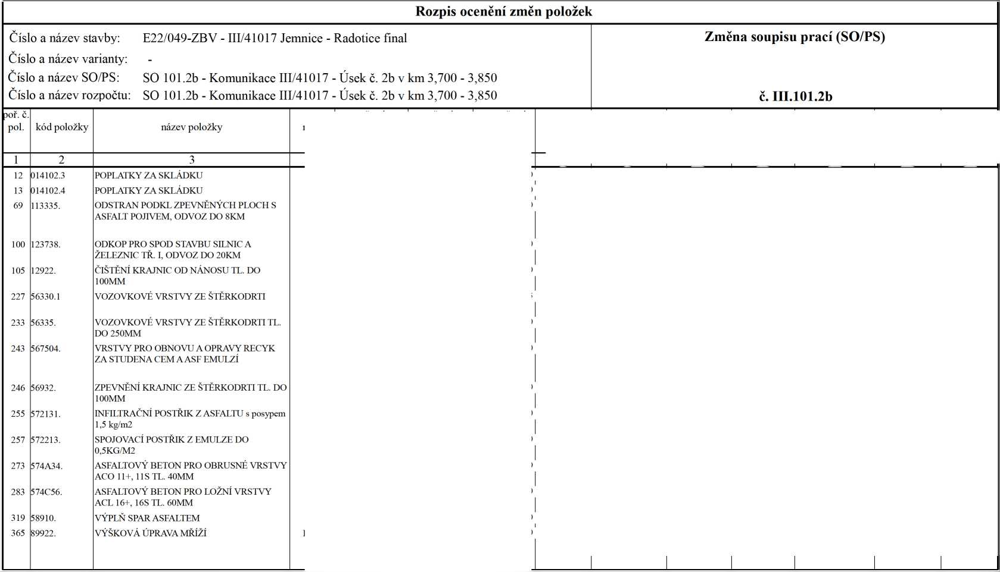 Rozpis ocenění změn položek
Číslo a název stavby: E22/049-ZBV - III/41017 Jemnice - Radotice final
Změna soupisu prací (SO/PS)
Číslo a název varianty: -
Číslo a název SO/PS: SO 101.2b - Komunikace III/41017 - Úsek č. 2b v km 3,700 - 3,850
Číslo a název rozpočtu: SO 101.2b - Komunikace III/41017 - Úsek č. 2b v km 3,700 - 3,850
č. III.101.2b
poř. č.
pol. kód položky název položky
1 2 3
12 014102.3 POPLATKY ZA SKLÁDKU
13 014102.4 POPLATKY ZA SKLÁDKU
69 113335. ODSTRAN PODKL ZPEVNĚNÝCH PLOCH S
ASFALT POJIVEM, ODVOZ DO 8KM
100 123738. ODKOP PRO SPOD STAVBU SILNIC A
ŽELEZNIC TŘ. I, ODVOZ DO 20KM
105 12922. ČIŠTĚNÍ KRAJNIC OD NÁNOSU TL. DO
100MM
227 56330.1 VOZOVKOVÉ VRSTVY ZE ŠTĚRKODRTI
233 56335. VOZOVKOVÉ VRSTVY ZE ŠTĚRKODRTI TL.
DO 250MM
243 567504. VRSTVY PRO OBNOVU A OPRAVY RECYK
ZA STUDENA CEM A ASF EMULZÍ
246 56932. ZPEVNĚNÍ KRAJNIC ZE ŠTĚRKODRTI TL. DO
100MM
255 572131. INFILTRAČNÍ POSTŘIK Z ASFALTU s posypem
1,5 kg/m2
257 572213. SPOJOVACÍ POSTŘIK Z EMULZE DO
0,5KG/M2
273 574A34. ASFALTOVÝ BETON PRO OBRUSNÉ VRSTVY
ACO 11+, 11S TL. 40MM
283 574C56. ASFALTOVÝ BETON PRO LOŽNÍ VRSTVY
ACL 16+, 16S TL. 60MM
319 58910. VÝPLŇ SPAR ASFALTEM
365 89922. VÝŠKOVÁ ÚPRAVA MŘÍŽÍ